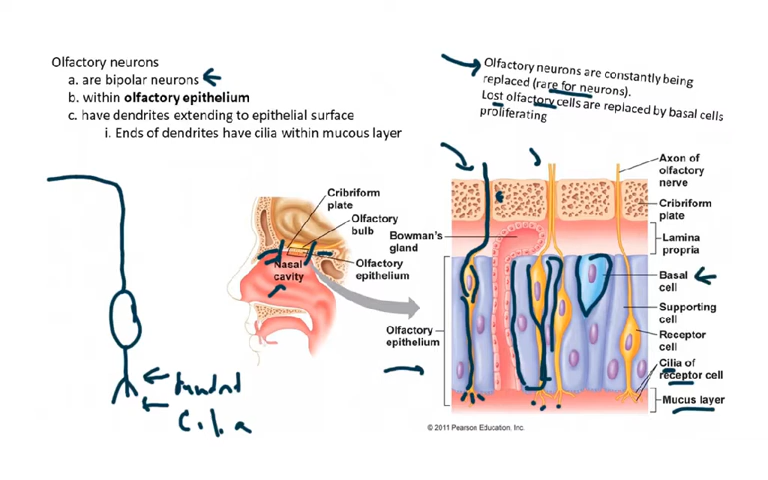 Olfactory neurons
a. are bipolar neurons
b. within olfactory epithelium
c. have dendrites extending to epithelial surface
i. Ends of dendrites have cilia within mucous layer
Olfactory neurons are constantly being
replaced (rare for neurons).
Lost olfactory cells are replaced by basal cells
proliferating
Cribriform
plate
Olfactory
bulb
Nasal
cavity
Olfactory
epithelium
Bowman's
gland
Olfactory
epithelium
Axon of
olfactory
nerve
Cribriform
plate
Lamina
propria
Basal
cell
Supporting
cell
Receptor
cell
Cilia of
receptor cell
Mucus layer
© 2011 Pearson Education, Inc.
Cilia